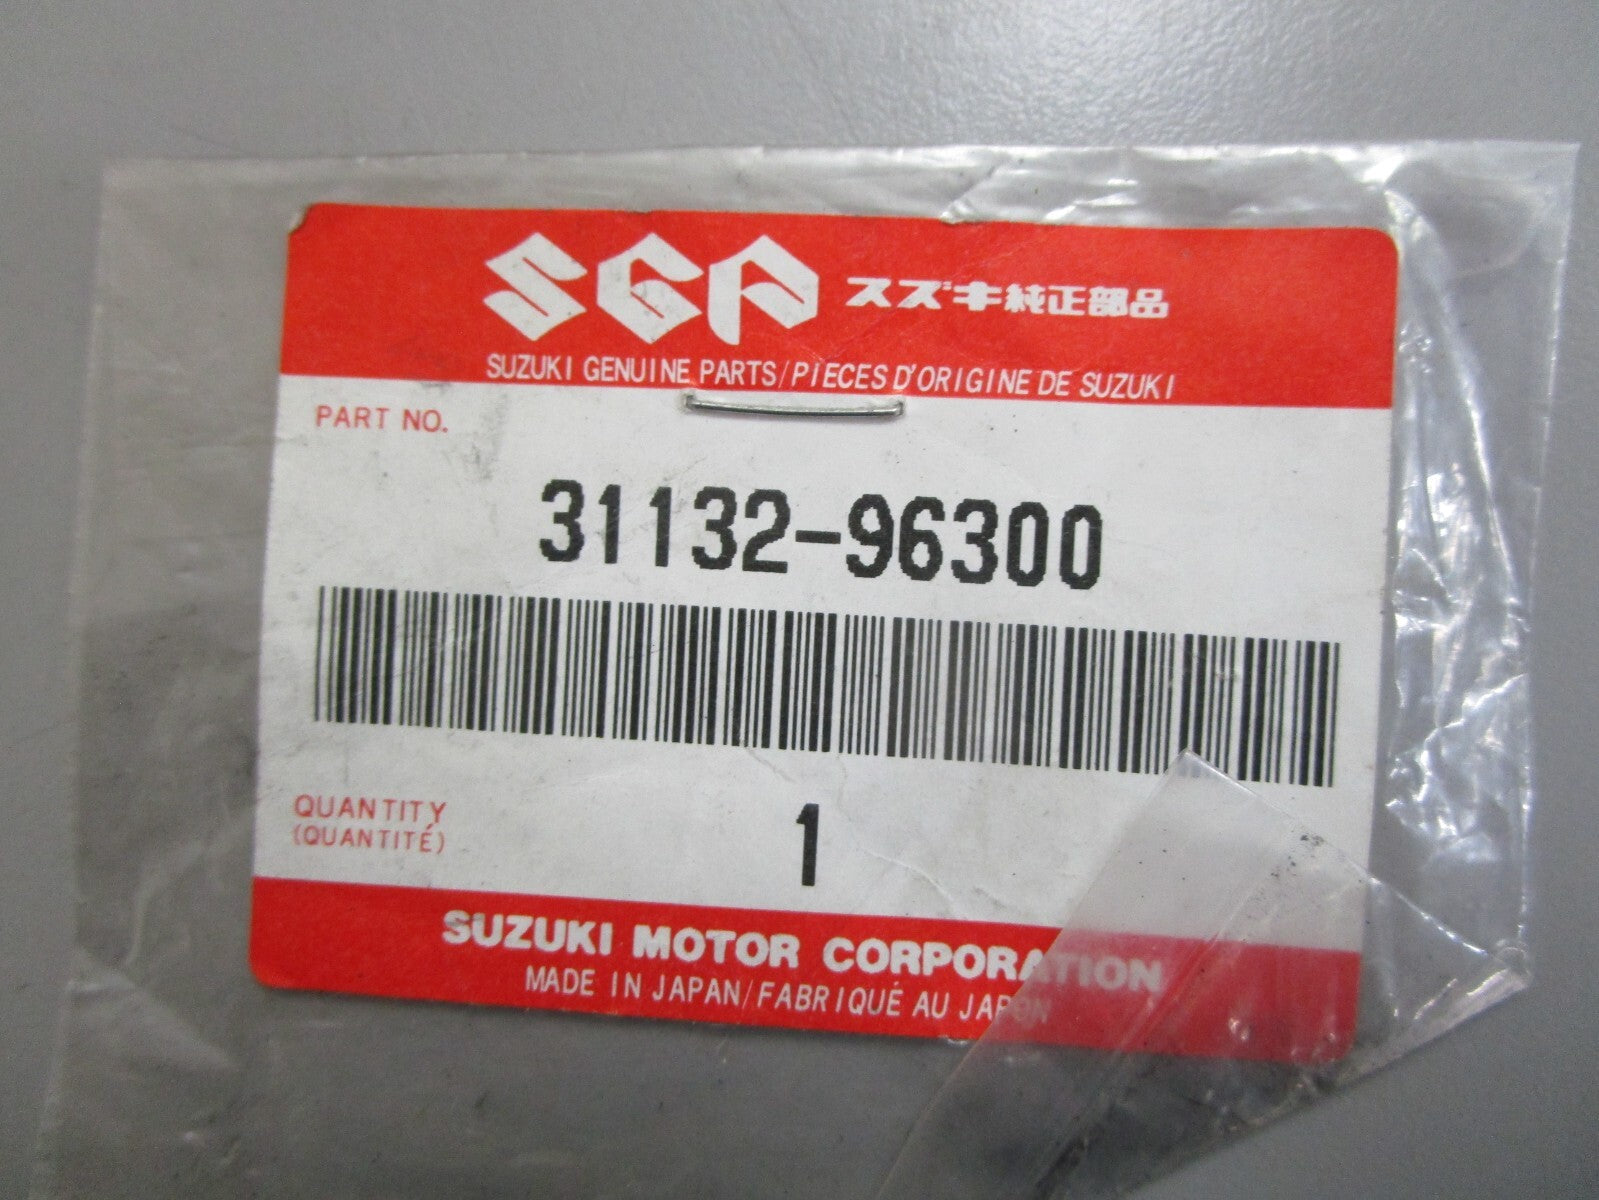 SGP スズキ純正部品
SUZUKI GENUINE PARTS/PIÈCES D'ORIGINE DE SUZUKI
PART NO.
31132-96300
QUANTITY
(QUANTITÉ)
1
SUZUKI MOTOR CORPORATION
MADE IN JAPAN/FABRIQUÉ AU JAPON